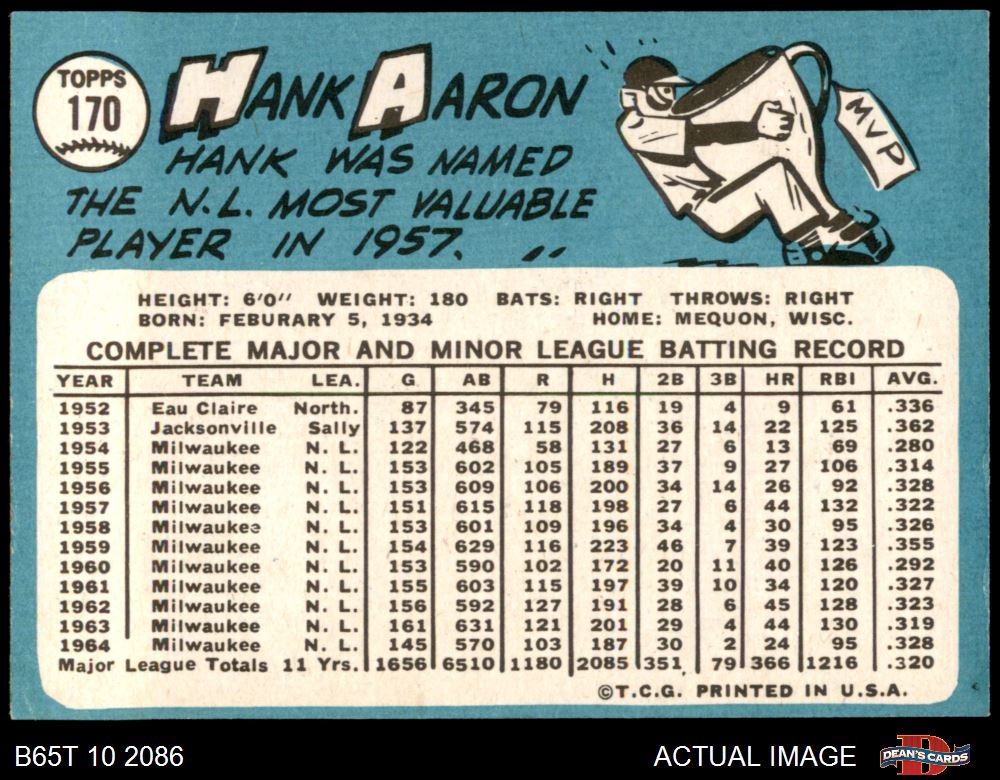 TOPPS
170
HANK AARON
HANK WAS NAMED
THE N.L. MOST VALUABLE
PLAYER IN 1957. ,,
MVP
HEIGHT: 6'0" WEIGHT: 180 BATS: RIGHT THROWS: RIGHT
BORN: FEBURARY 5, 1934 HOME: MEQUON, WISC.
COMPLETE MAJOR AND MINOR LEAGUE BATTING RECORD
YEAR TEAM LEA. G AB R H 2B 3B HR RBI AVG.
1952 Eau Claire North. 87 345 79 116 19 4 9 61 .336
1953 Jacksonville Sally 137 574 115 208 36 14 22 125 .362
1954 Milwaukee N. L. 122 468 58 131 27 6 13 69 .280
1955 Milwaukee N. L. 153 602 105 189 37 9 27 106 .314
1956 Milwaukee N. L. 153 609 106 200 34 14 26 92 .328
1957 Milwaukee N. L. 151 615 118 198 27 6 44 132 .322
1958 Milwaukee N. L. 153 601 109 196 34 4 30 95 .326
1959 Milwaukee N. L. 154 629 116 223 46 7 39 123 .355
1960 Milwaukee N. L. 153 590 102 172 20 11 40 126 .292
1961 Milwaukee N. L. 155 603 115 197 39 10 34 120 .327
1962 Milwaukee N. L. 156 592 127 191 28 6 45 128 .323
1963 Milwaukee N. L. 161 631 121 201 29 4 44 130 .319
1964 Milwaukee N. L. 145 570 103 187 30 2 24 95 .328
Major League Totals 11 Yrs. 1656 6510 1180 2085 351 79 366 1216 .320
©T.C.G. PRINTED IN U.S.A.
B65T 10 2086 ACTUAL IMAGE DEAN'S CARDS